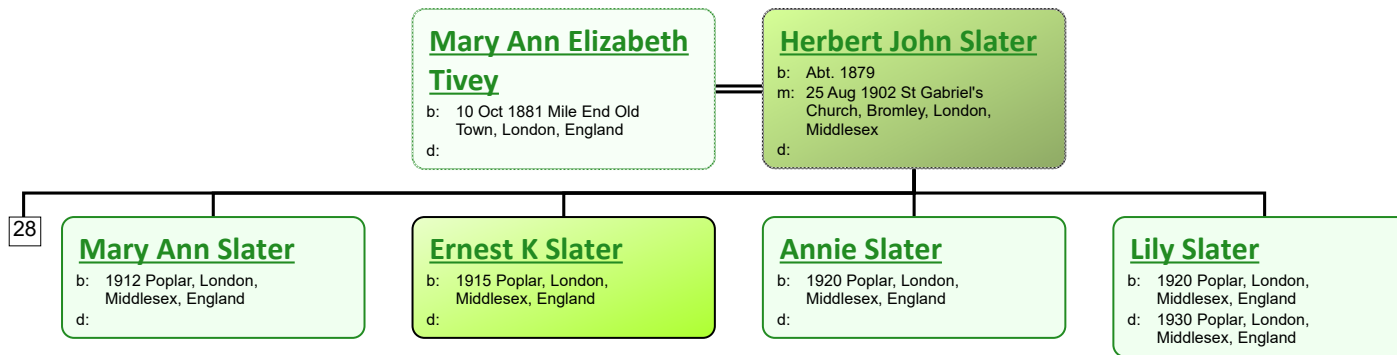 Mary Ann Elizabeth
Tivey
b: 10 Oct 1881 Mile End Old
Town, London, England
d:
Herbert John Slater
b: Abt. 1879
m: 25 Aug 1902 St Gabriel's
Church, Bromley, London,
Middlesex
d:
28
Mary Ann Slater
b: 1912 Poplar, London,
Middlesex, England
d:
Ernest K Slater
b: 1915 Poplar, London,
Middlesex, England
d:
Annie Slater
b: 1920 Poplar, London,
Middlesex, England
d:
Lily Slater
b: 1920 Poplar, London,
Middlesex, England
d: 1930 Poplar, London,
Middlesex, England